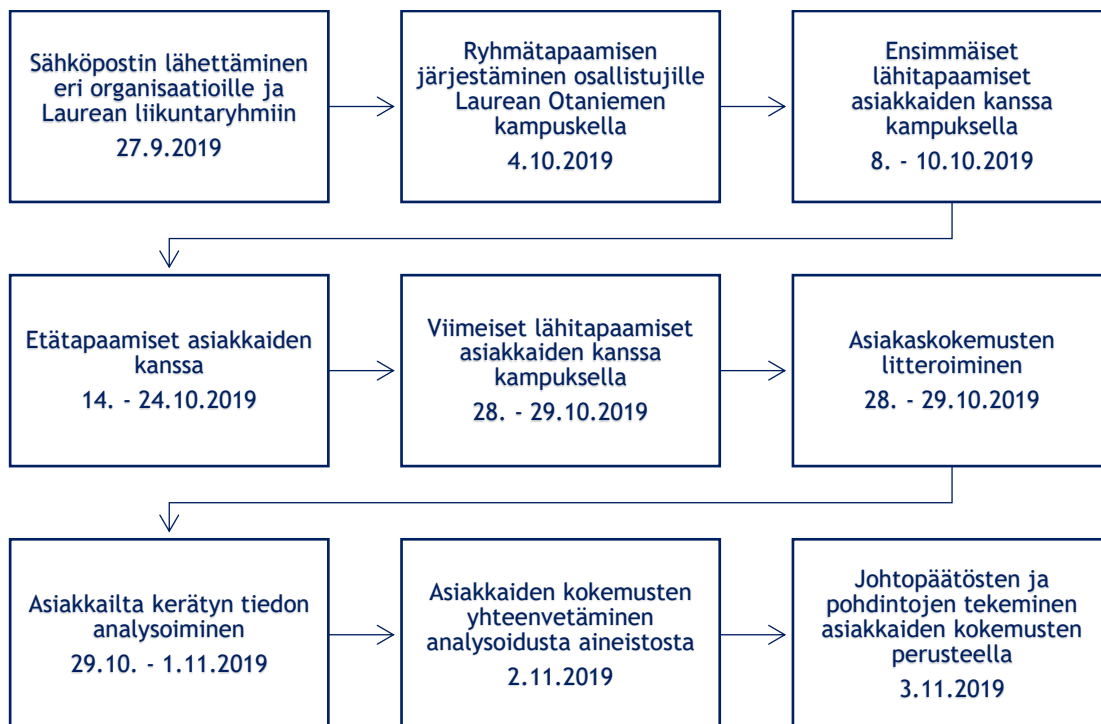 Sähköpostin lähettäminen
eri organisaatioille ja
Laurean liikuntaryhmiin
27.9.2019
Ryhmätapaamisen
järjestäminen osallistujille
Laurean Otaniemen
kampuskella
4.10.2019
Ensimmäiset
lähitapaamiset
asiakkaiden kanssa
kampuksella
8. - 10.10.2019
Etätapaamiset asiakkaiden
kanssa
14. - 24.10.2019
Viimeiset lähitapaamiset
asiakkaiden kanssa
kampuksella
28. - 29.10.2019
Asiakaskokemusten
litteroiminen
28. - 29.10.2019
Asiakkailta kerätyn tiedon
analysoiminen
29.10. - 1.11.2019
Asiakkaiden kokemusten
yhteenvetäminen
analysoidusta aineistosta
2.11.2019
Johtopäätösten ja
pohdintojen tekeminen
asiakkaiden kokemusten
perusteella
3.11.2019